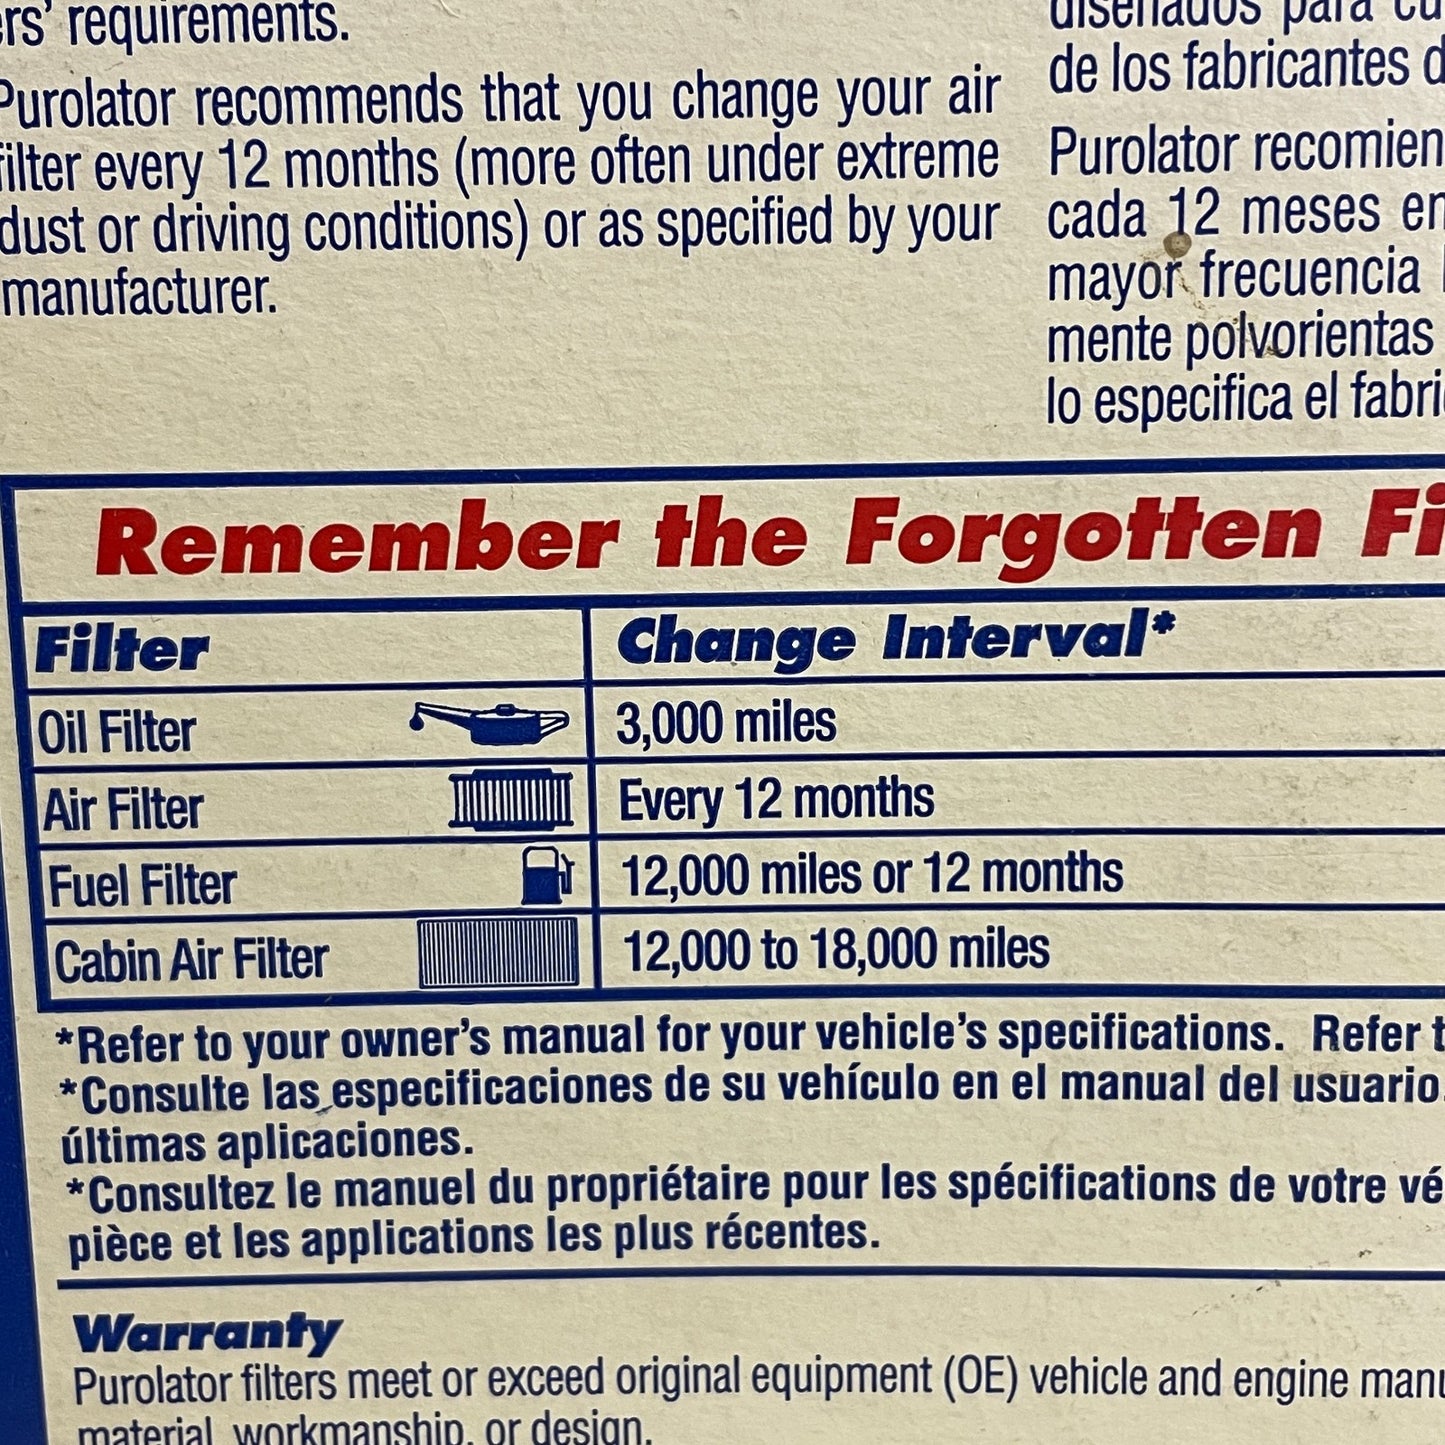 requirements.
Purolator recommends that you change your air
filter every 12 months (more often under extreme
dust or driving conditions) or as specified by your
manufacturer.
diseñados para
de los fabricantes
Purolator
cada 12 meses
mayor frecuencia
mente polvorientas
lo especifica el
Remember the Forgotten
Filter Change Interval*
Oil Filter 3,000 miles
Air Filter Every 12 months
Fuel Filter 12,000 miles or 12 months
Cabin Air Filter 12,000 to 18,000 miles
*Refer to your owner's manual for your vehicle's specifications. Refer
*Consulte las especificaciones de su vehículo en el manual del usuario.
últimas aplicaciones.
*Consultez le manuel du propriétaire pour les spécifications de votre
pièce et les applications les plus récentes.
Warranty
Purolator filters meet or exceed original equipment (OE) vehicle and engine
material, workmanship, or design.